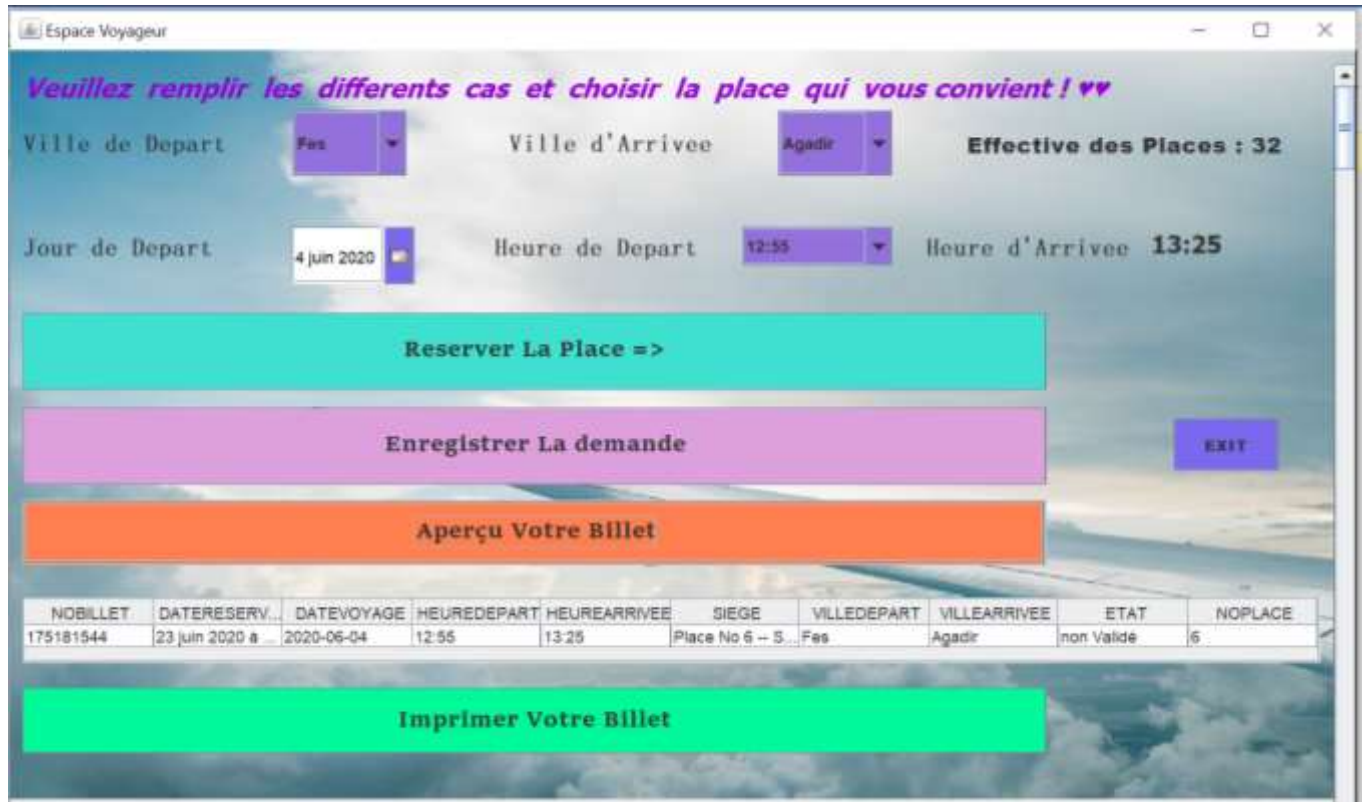 Espace Voyageur
Veuillez remplir les differents cas et choisir la place qui vous convient ! ♥♥
Ville de Depart Fes Ville d'Arrivee Agadir Effective des Places : 32
Jour de Depart 4 juin 2020 Heure de Depart 12:55 Heure d'Arrivee 13:25
Reserver La Place =>
Enregistrer La demande EXIT
Aperçu Votre Billet
NOBILLET DATERESERV... DATEVOYAGE HEUREDEPART HEUREARRIVEE SIEGE VILLEDEPART VILLEARRIVEE ETAT NOPLACE
175181544 23 juin 2020 à ... 2020-06-04 12:55 13:25 Place No 6 -- S... Fes Agadir non Validé 6
Imprimer Votre Billet